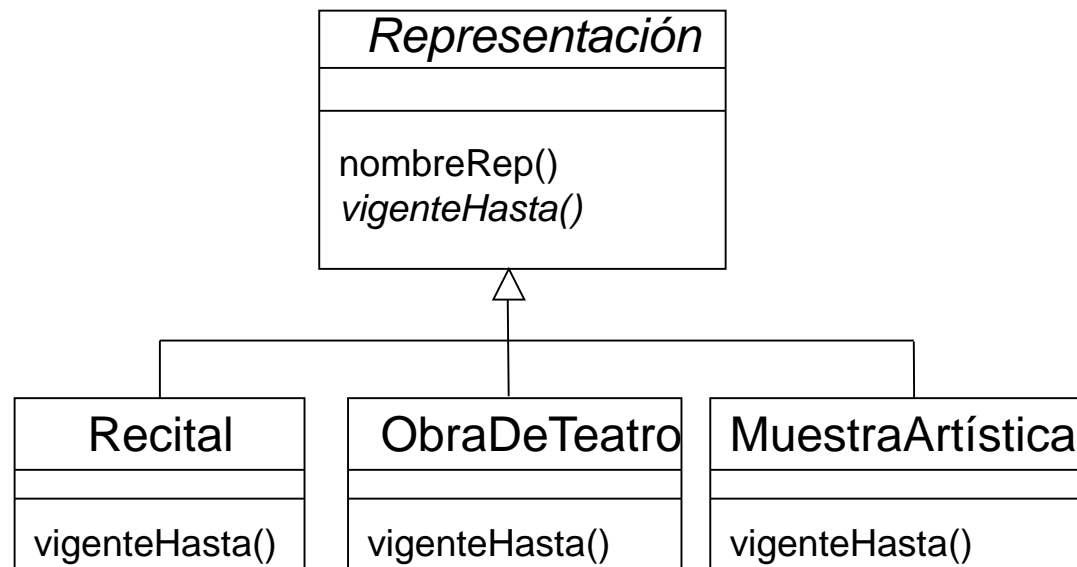 Representación
nombreRep()
vigenteHasta()
Recital
ObraDeTeatro
MuestraArtística
vigenteHasta()
vigenteHasta()
vigenteHasta()